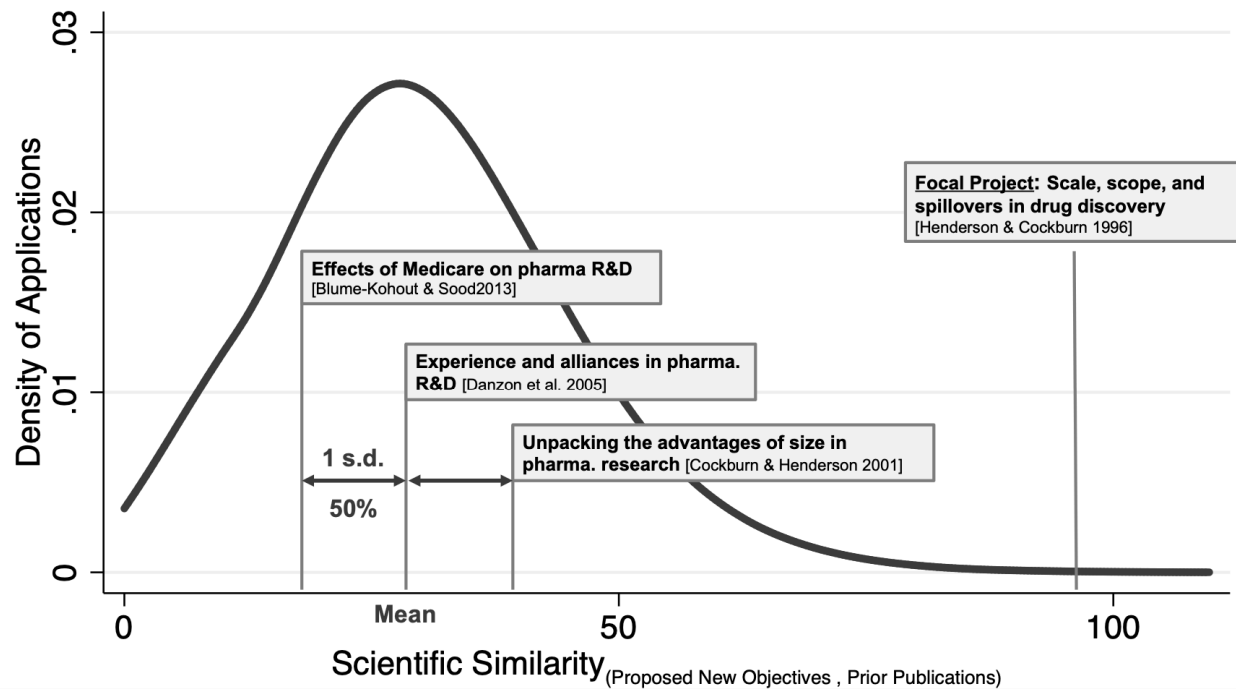 .03
.02
.01
0
Density of Applications
Focal Project: Scale, scope, and
spillovers in drug discovery
[Henderson & Cockburn 1996]
Effects of Medicare on pharma R&D
[Blume-Kohout & Sood2013]
Experience and alliances in pharma.
R&D [Danzon et al. 2005]
Unpacking the advantages of size in
pharma. research [Cockburn & Henderson 2001]
1 s.d.
50%
0
Mean
50
100
Scientific Similarity(Proposed New Objectives , Prior Publications)